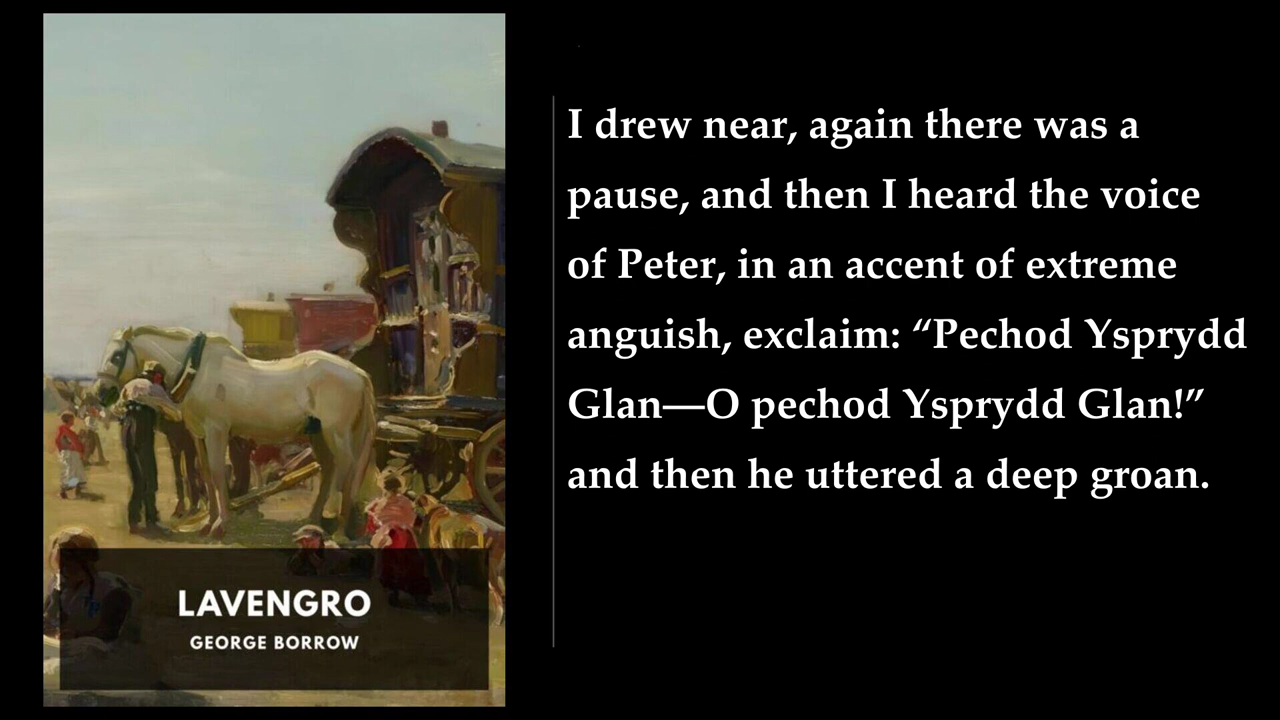 I drew near, again there was a
pause, and then I heard the voice
of Peter, in an accent of extreme
anguish, exclaim: “Pechod Ysprydd
Glan—O pechod Ysprydd Glan!”
and then he uttered a deep groan.
LAVENGRO
GEORGE BORROW